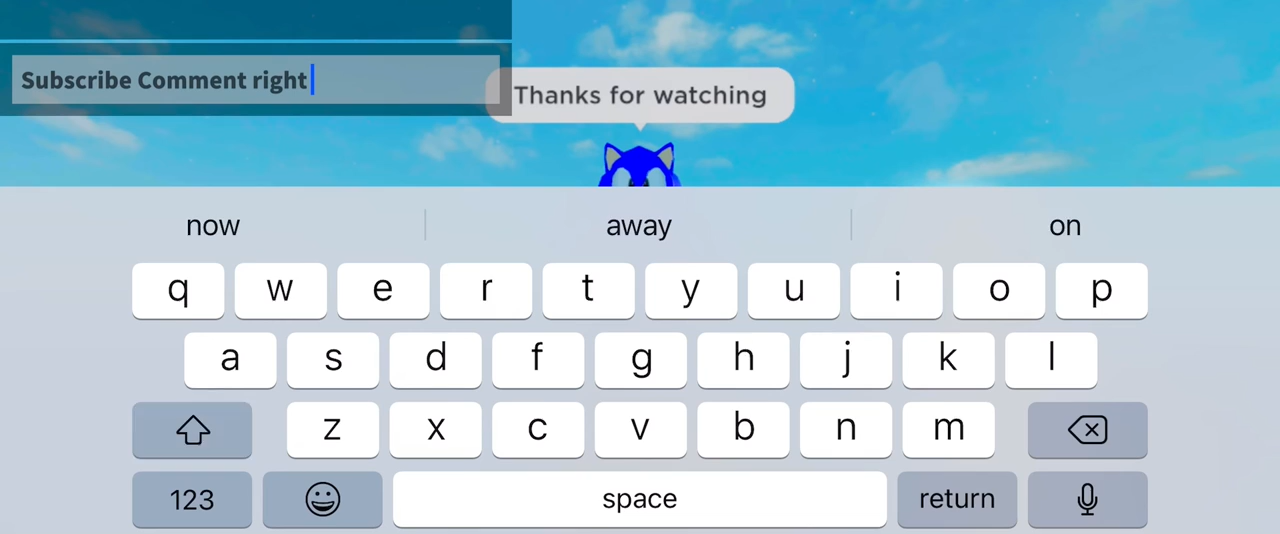 Subscribe Comment right
Thanks for watching
now away on
q w e r t y u i o p
a s d f g h j k l
z x c v b n m
123 space return